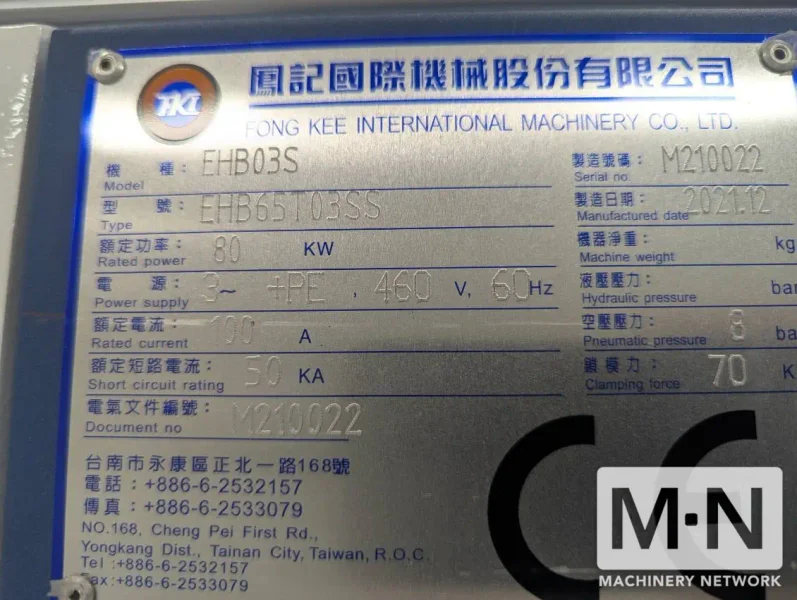 FKI
鳳記國際機械股份有限公司
FONG KEE INTERNATIONAL MACHINERY CO., LTD.
機 種： EHB03S
Model
型 號： EHB65T03SS
Type
額定功率： 80 KW
Rated power
電 源： 3~ +PE , 460 V, 60 Hz
Power supply
額定電流： 100 A
Rated current
額定短路電流： 50 KA
Short circuit rating
電氣文件編號： M210022
Document no
製造號碼： M210022
Serial no.
製造日期： 2021.12
Manufactured date
機器淨重： kg
Machine weight
液壓壓力： bar
Hydraulic pressure
空壓壓力： 8 ba
Pneumatic pressure
鎖模力： 70 K
Clamping force
台南市永康區正北一路168號
電話：+886-6-2532157
傳真：+886-6-2533079
NO.168, Cheng Pei First Rd.,
Yongkang Dist., Tainan City, Taiwan, R.O.C.
Tel :+886-6-2532157
Fax:+886-6-2533079
CE
M·N
MACHINERY NETWORK